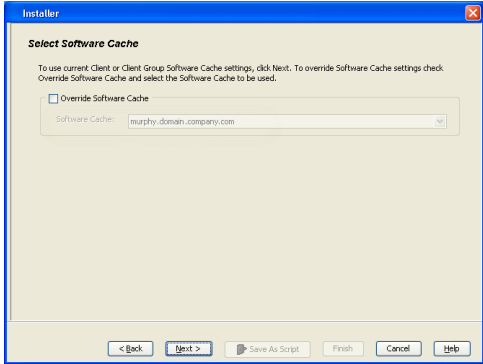 Installer
Select Software Cache
To use current Client or Client Group Software Cache settings, click Next. To override Software Cache settings check
Override Software Cache and select the Software Cache to be used.
Override Software Cache
Software Cache:
murphy.domain.company.com
< Back
Next >
Save As Script
Finish
Cancel
Help